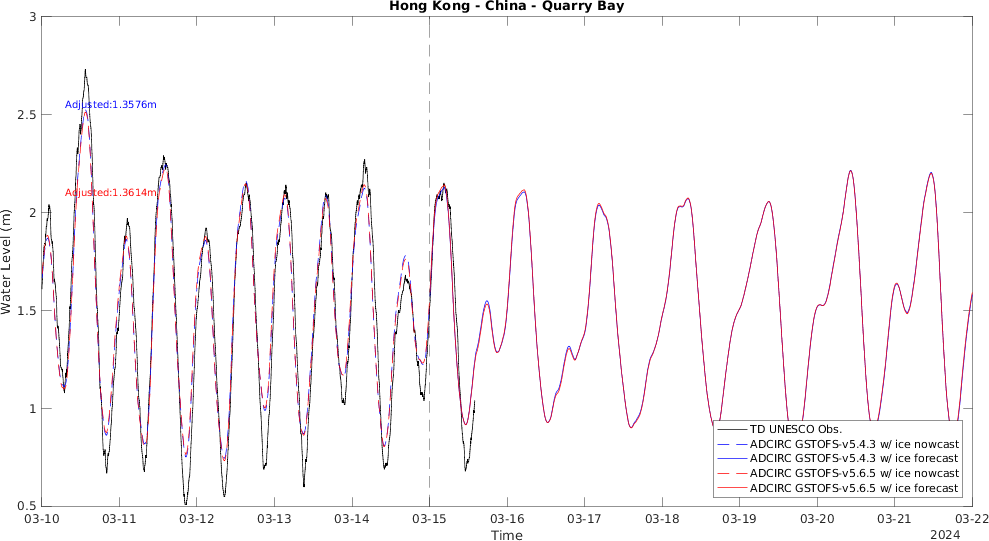 Hong Kong - China - Quarry Bay
3
2.5
2
1.5
1
0.5
Water Level (m)
Adjusted:1.3576m
Adjusted:1.3614m
TD UNESCO Obs.
ADCIRC GSTOFS-v5.4.3 w/ ice nowcast
ADCIRC GSTOFS-v5.4.3 w/ ice forecast
ADCIRC GSTOFS-v5.6.5 w/ ice nowcast
ADCIRC GSTOFS-v5.6.5 w/ ice forecast
03-10 03-11 03-12 03-13 03-14 03-15 03-16 03-17 03-18 03-19 03-20 03-21 03-22
Time
2024